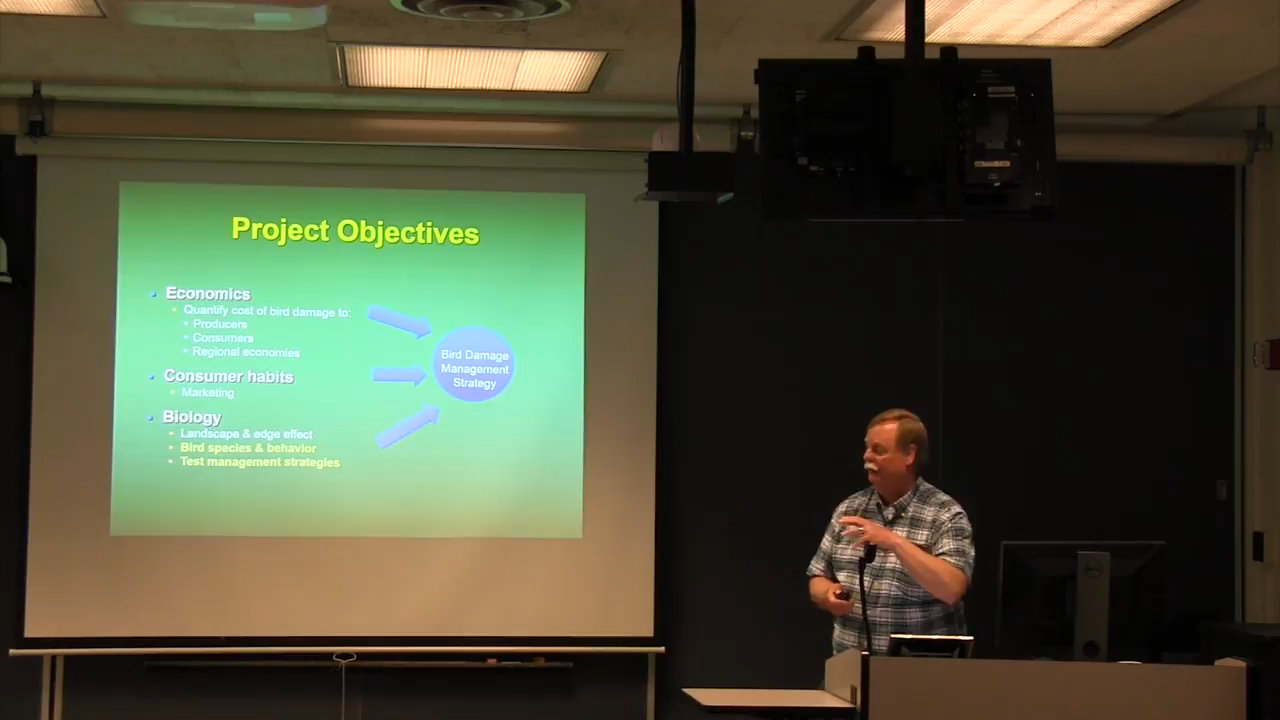 Project Objectives
Economics
Quantify cost of bird damage to:
Producers
Consumers
Regional economies
Consumer habits
Marketing
Biology
Landscape & edge effect
Bird species & behavior
Test management strategies
Bird Damage
Management
Strategy
DELL